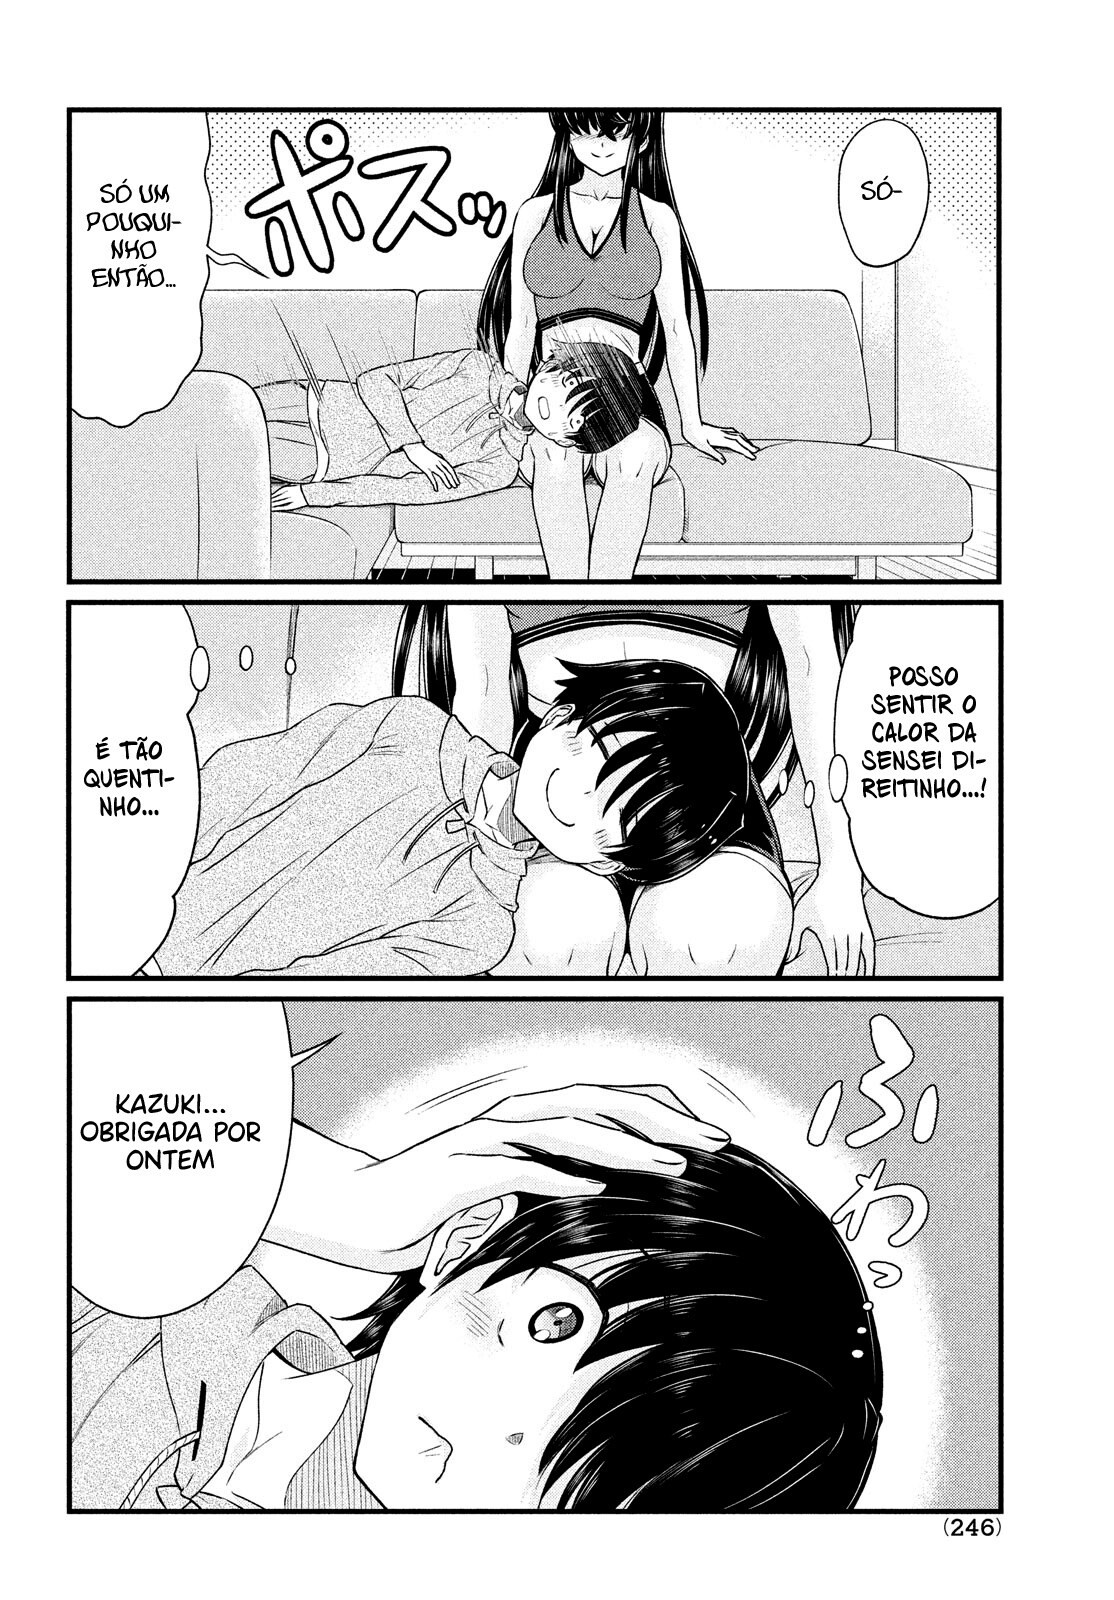 SÓ-
ポスッ
SÓ UM
POUQUI-
NHO
ENTÃO...
POSSO
SENTIR O
CALOR DA
SENSEI DI-
REITINHO...!
É TÃO
QUENTI-
NHO...
ふわっ
KAZUKI...
OBRIGADA POR
ONTEM
(246)